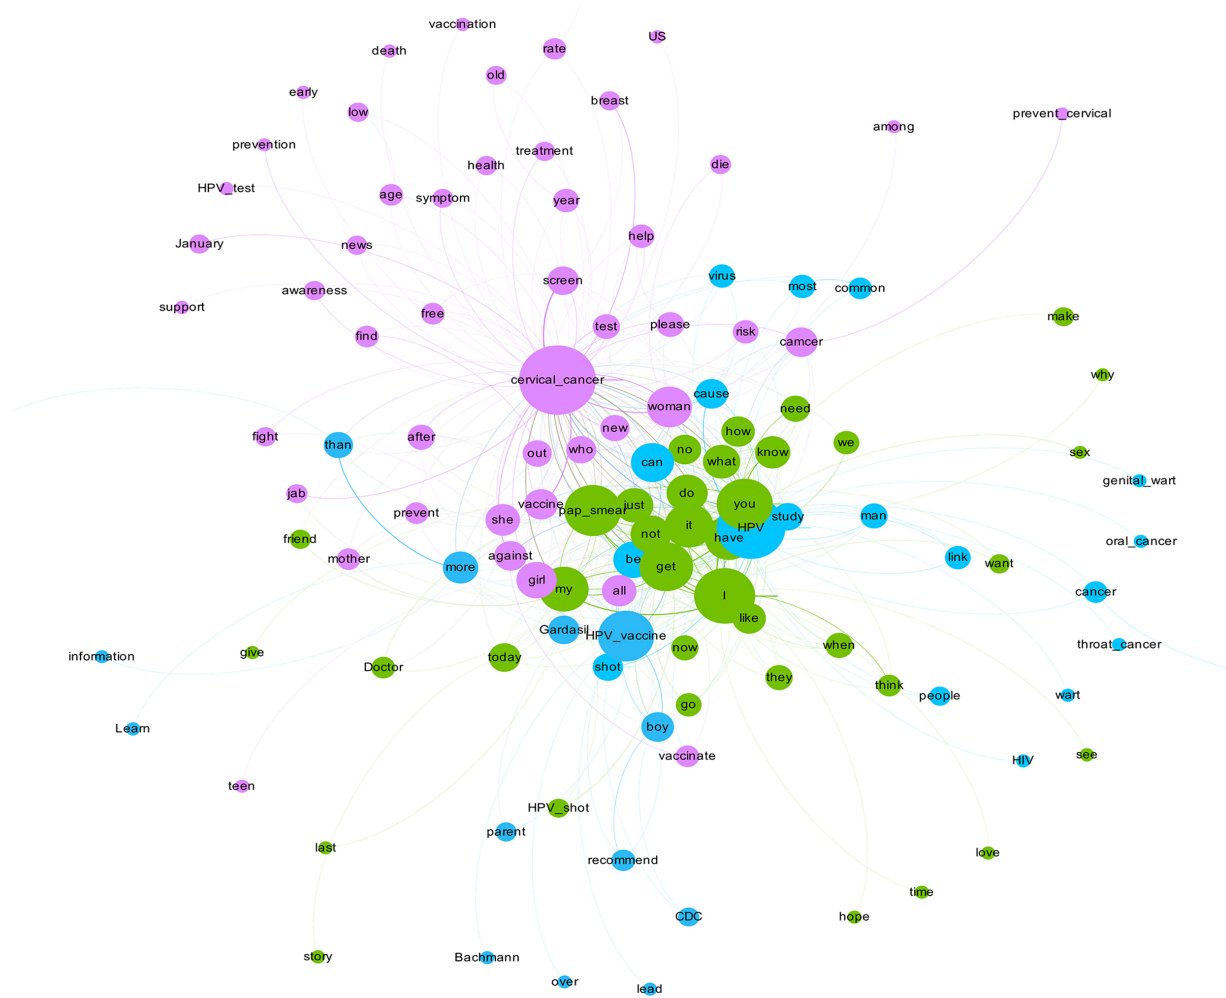 vaccination
US
death
rate
old
early
breast
low
prevent_cervical
among
prevention
treatment
health
die
HPV_test
age
symptom
year
January
news
help
screen
virus
most
common
awareness
support
free
make
find
test
please
risk
camcer
why
cervical_cancer
cause
woman
need
fight
than
after
new
how
we
no
know
sex
out
who
can
what
genital_wart
jab
do
vaccine
pap_smear
just
you
prevent
she
study
man
it
HPV
friend
not
have
oral_cancer
mother
against
be
link
more
get
want
girl
my
all
I
cancer
like
Gardasil
HPV_vaccine
throat_cancer
information
give
today
now
when
Doctor
shot
they
think
people
wart
go
Learn
boy
vaccinate
see
HIV
teen
HPV_shot
parent
last
recommend
love
time
CDC
hope
story
Bachmann
over
lead